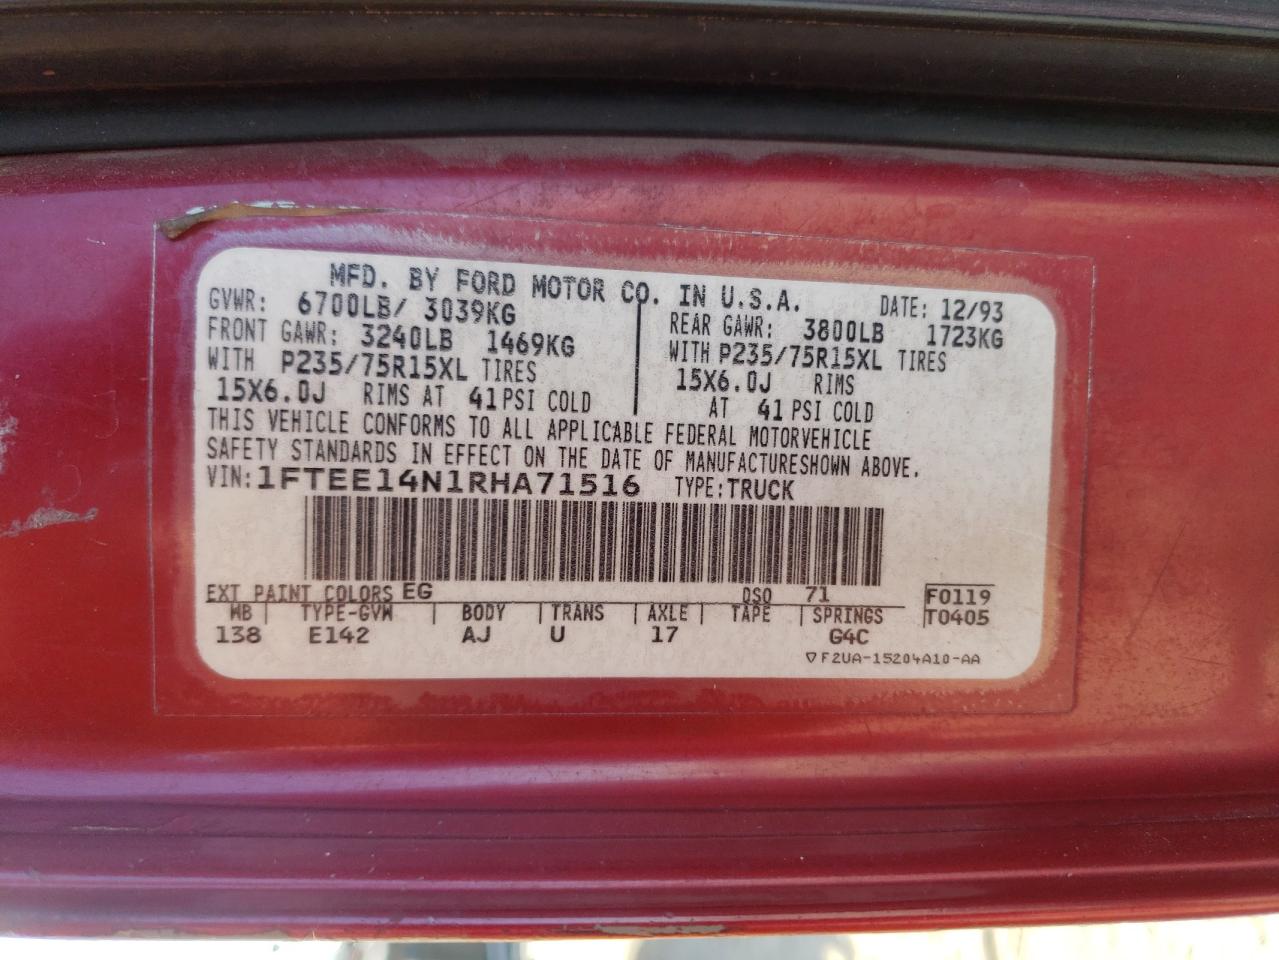 MFD. BY FORD MOTOR CO. IN U.S.A.
GVWR: 6700LB/ 3039KG DATE: 12/93
FRONT GAWR: 3240LB 1469KG REAR GAWR: 3800LB 1723KG
WITH P235/75R15XL TIRES WITH P235/75R15XL TIRES
15X6.0J RIMS AT 41 PSI COLD 15X6.0J RIMS
AT 41 PSI COLD
THIS VEHICLE CONFORMS TO ALL APPLICABLE FEDERAL MOTORVEHICLE
SAFETY STANDARDS IN EFFECT ON THE DATE OF MANUFACTURESHOWN ABOVE.
VIN: 1FTEE14N1RHA71516 TYPE: TRUCK
EXT PAINT COLORS EG DSO 71 F0119
WB TYPE-GVW BODY TRANS AXLE TAPE SPRINGS T0405
138 E142 AJ U 17 G4C
▽F2UA-15204A10-AA